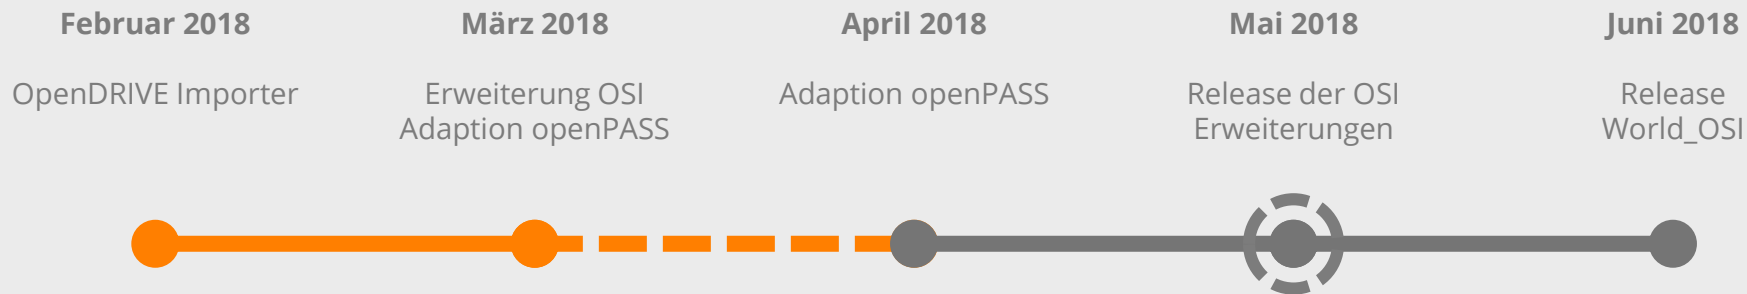 Februar 2018
OpenDRIVE Importer
März 2018
Erweiterung OSI
Adaption openPASS
April 2018
Adaption openPASS
Mai 2018
Release der OSI
Erweiterungen
Juni 2018
Release
World_OSI